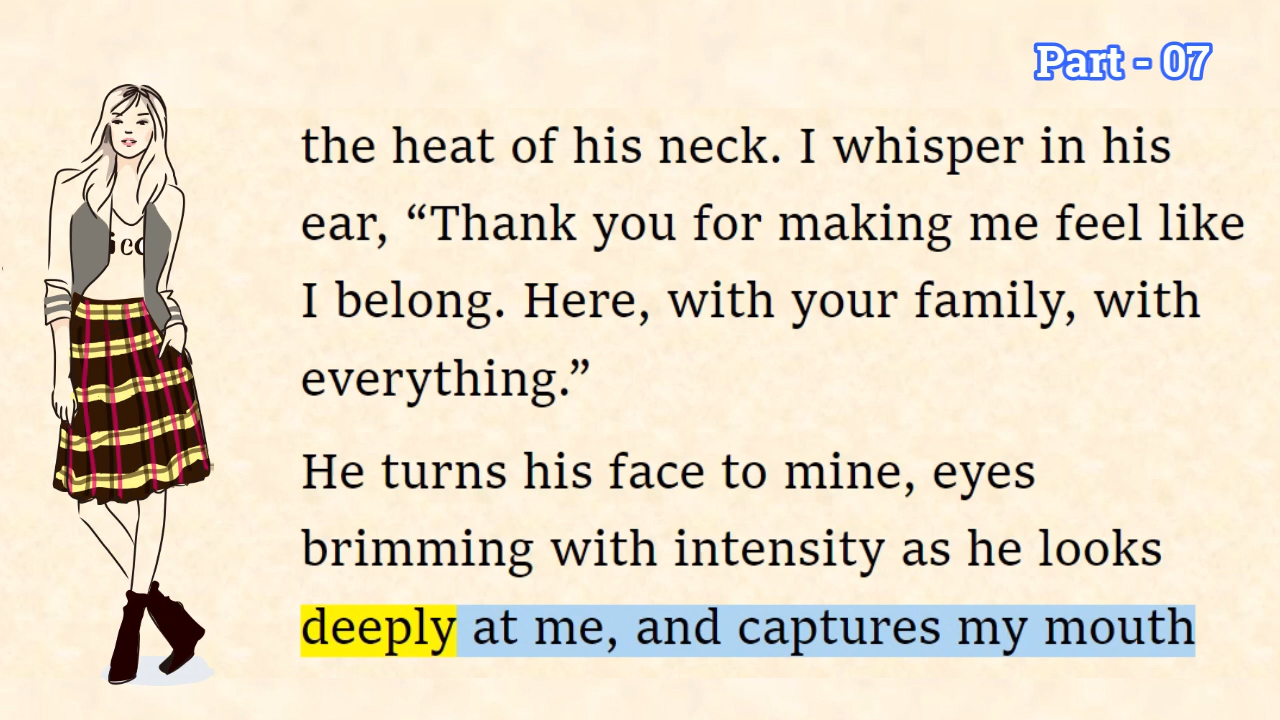 Part - 07
the heat of his neck. I whisper in his
ear, “Thank you for making me feel like
I belong. Here, with your family, with
everything.”
He turns his face to mine, eyes
brimming with intensity as he looks
deeply at me, and captures my mouth